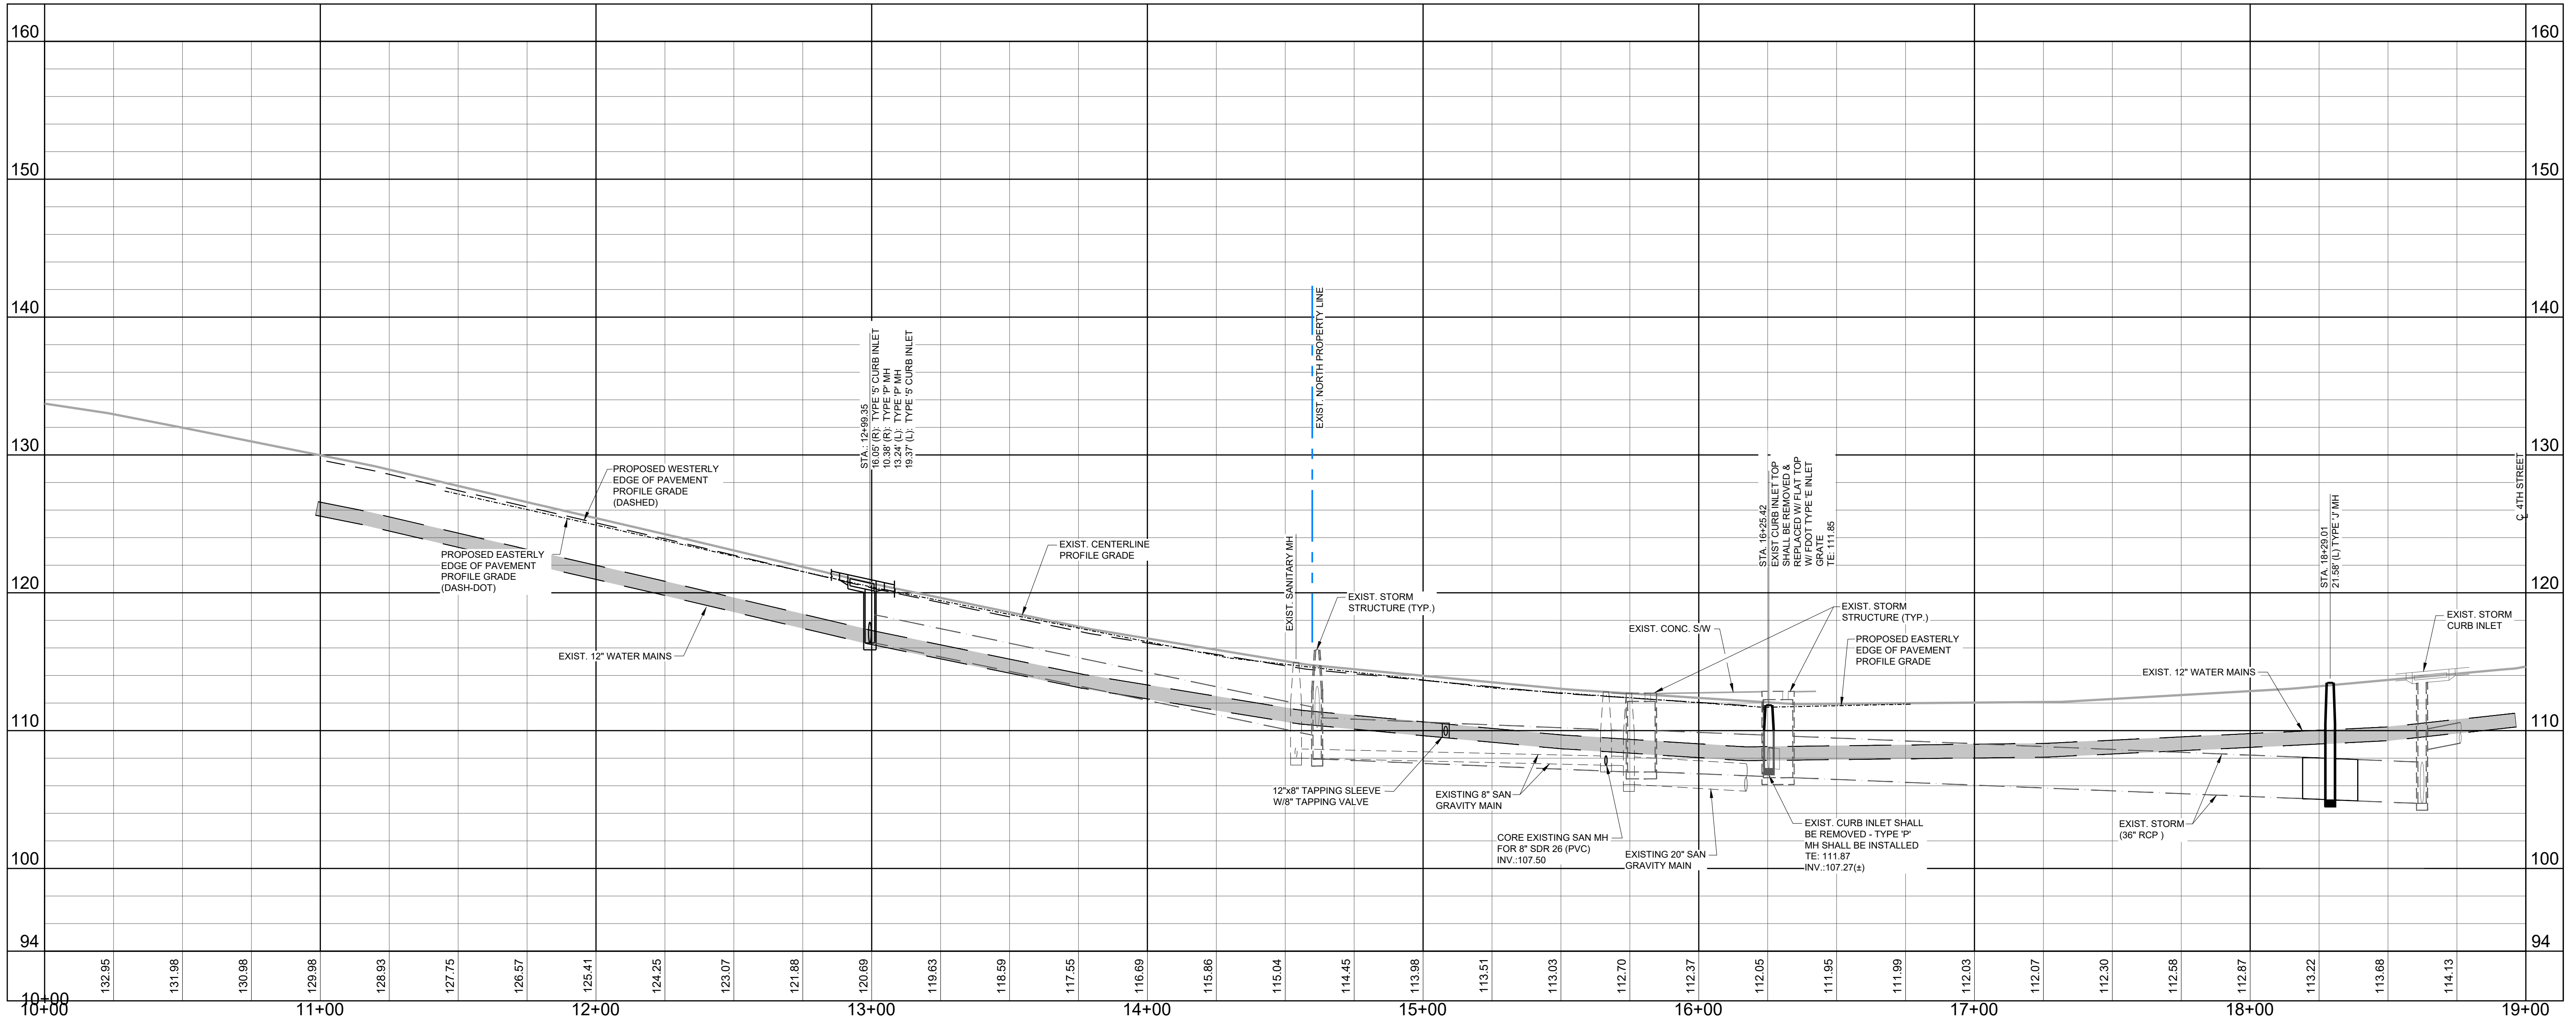 160
160
150
150
140
140
130
130
120
120
110
110
100
100
94
94
STA.: 12+99.35
16.05' (R): TYPE '5' CURB INLET
10.38' (R): TYPE 'P' MH
13.24' (L): TYPE 'P' MH
19.37' (L): TYPE '5' CURB INLET
EXIST. NORTH PROPERTY LINE
PROPOSED WESTERLY
EDGE OF PAVEMENT
PROFILE GRADE
(DASHED)
PROPOSED EASTERLY
EDGE OF PAVEMENT
PROFILE GRADE
(DASH-DOT)
EXIST. 12" WATER MAINS
EXIST. CENTERLINE
PROFILE GRADE
EXIST. SANITARY MH
EXIST. STORM
STRUCTURE (TYP.)
EXIST. CONC. S/W
STA. 16+25.42
EXIST CURB INLET TOP
SHALL BE REMOVED &
REPLACED W/ FLAT TOP
W/ FDOT TYPE 'E' INLET
GRATE
TE: 111.85
EXIST. STORM
STRUCTURE (TYP.)
PROPOSED EASTERLY
EDGE OF PAVEMENT
PROFILE GRADE
EXIST. 12" WATER MAINS
STA. 18+29.01
21.58' (L) TYPE 'J' MH
EXIST. STORM
CURB INLET
℄ 4TH STREET
12"x8" TAPPING SLEEVE
W/8" TAPPING VALVE
EXISTING 8" SAN
GRAVITY MAIN
CORE EXISTING SAN MH
FOR 8" SDR 26 (PVC)
INV.:107.50
EXISTING 20" SAN
GRAVITY MAIN
EXIST. CURB INLET SHALL
BE REMOVED - TYPE 'P'
MH SHALL BE INSTALLED
TE: 111.87
INV.:107.27(±)
EXIST. STORM
(36" RCP )
132.95
131.98
130.98
129.98
128.93
127.75
126.57
125.41
124.25
123.07
121.88
120.69
119.63
118.59
117.55
116.69
115.86
115.04
114.45
113.98
113.51
113.03
112.70
112.37
112.05
111.95
111.99
112.03
112.07
112.30
112.58
112.87
113.22
113.68
114.13
10+00
10+00
11+00
12+00
13+00
14+00
15+00
16+00
17+00
18+00
19+00